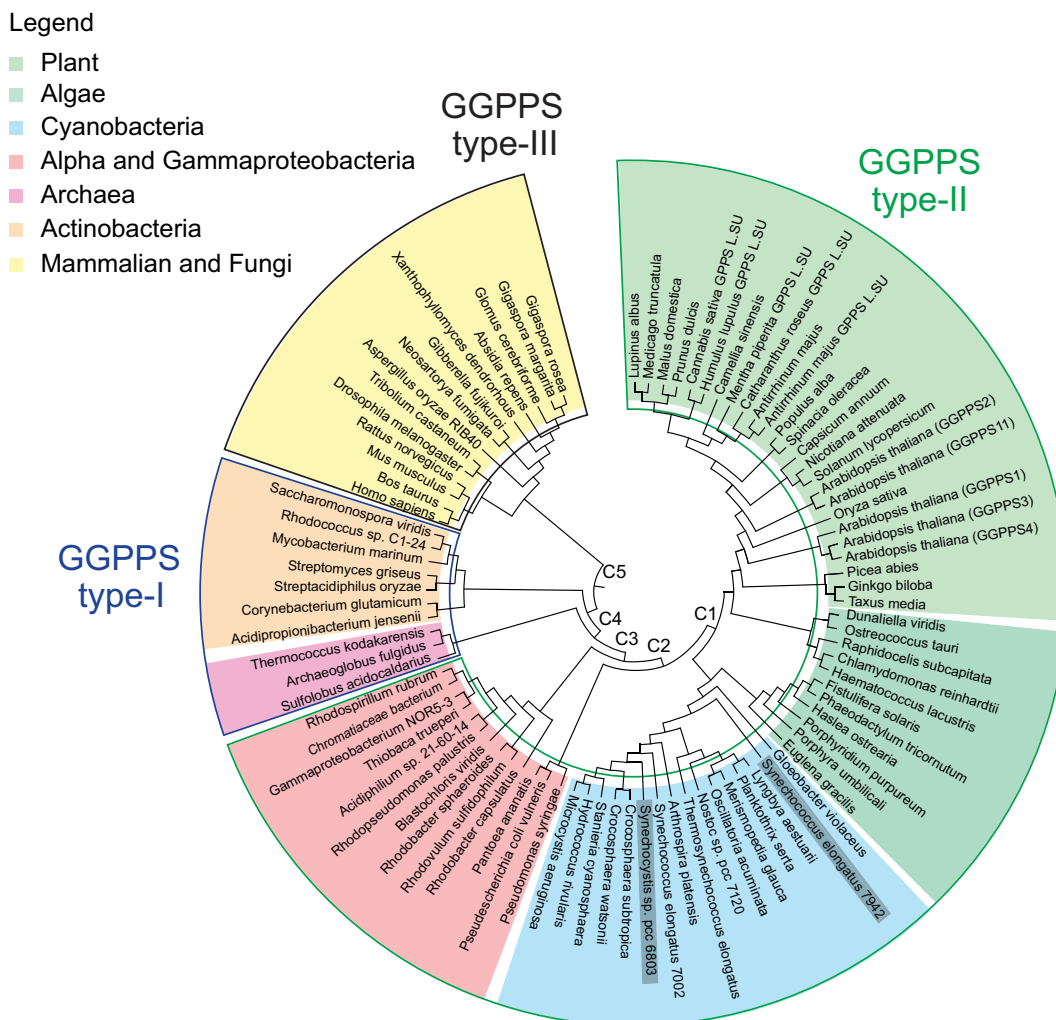 Legend
Plant
Algae
Cyanobacteria
Alpha and Gammaproteobacteria
Archaea
Actinobacteria
Mammalian and Fungi
GGPPS
type-III
GGPPS
type-II
GGPPS
type-I
Lupinus albus
Medicago truncatula
Malus domestica
Prunus dulcis
Cannabis sativa GPPS L.SU
Humulus lupulus GPPS L.SU
Camellia sinensis
Mentha piperita GPPS L.SU
Catharanthus roseus GPPS L.SU
Antirrhinum majus
Antirrhinum majus GPPS L.SU
Populus alba
Spinacia oleracea
Capsicum annuum
Nicotiana attenuata
Solanum lycopersicum
Arabidopsis thaliana (GGPPS2)
Arabidopsis thaliana (GGPPS11)
Oryza sativa
Arabidopsis thaliana (GGPPS1)
Arabidopsis thaliana (GGPPS3)
Arabidopsis thaliana (GGPPS4)
Picea abies
Ginkgo biloba
Taxus media
Dunaliella viridis
Ostreococcus tauri
Raphidocelis subcapitata
Chlamydomonas reinhardtii
Haematococcus lacustris
Fistulifera solaris
Phaeodactylum tricornutum
Haslea ostrearia
Porphyridium purpureum
Porphyra umbilicali
Euglena gracilis
Gloeobacter violaceus
Synechococcus elongatus 7942
Lyngbya aestuarii
Planktothrix serta
Merismopedia glauca
Oscillatoria acuminata
Nostoc sp. pcc 7120
Thermosynechococcus elongatus
Arthrospira platensis
Synechococcus elongatus 7002
Synechocystis sp. pcc 6803
Crocosphaera subtropica
Crocosphaera watsonii
Stanieria cyanosphaera
Hydrococcus rivularis
Microcystis aeruginosa
Pseudomonas syringae
Pseudescherichia coli vulneris
Pantoea ananatis
Rhodobacter capsulatus
Rhodovulum sulfidophilum
Rhodobacter sphaeroides
Blastochloris viridis
Rhodopseudomonas palustris
Acidiphilium sp. 21-60-14
Thiobaca trueperi
Gammaproteobacterium NOR5-3
Chromatiaceae bacterium
Rhodospirillum rubrum
Sulfolobus acidocaldarius
Archaeoglobus fulgidus
Thermococcus kodakarensis
Acidipropionibacterium jensenii
Corynebacterium glutamicum
Streptacidiphilus oryzae
Streptomyces griseus
Mycobacterium marinum
Rhodococcus sp. C1-24
Saccharomonospora viridis
Homo sapiens
Bos taurus
Mus musculus
Rattus norvegicus
Drosophila melanogaster
Tribolium castaneum
Aspergillus oryzae RIB40
Neosartorya fumigata
Gibberella fujikuroi
Xanthophyllomyces dendrorhous
Absidia repens
Glomus cerebriforme
Gigaspora margarita
Gigaspora rosea
C5
C4
C3
C2
C1